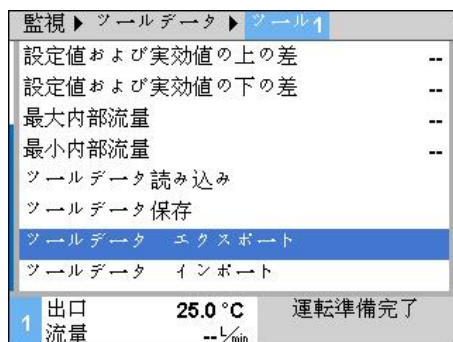 監視 ▶ ツールデータ ▶ ツール1
設定値および実効値の上の差 --
設定値および実効値の下の差 --
最大内部流量 --
最小内部流量 --
ツールデータ読み込み
ツールデータ保存
ツールデータ エクスポート
ツールデータ インポート
1 出口 25.0 °C 運転準備完了
流量 -- L/min